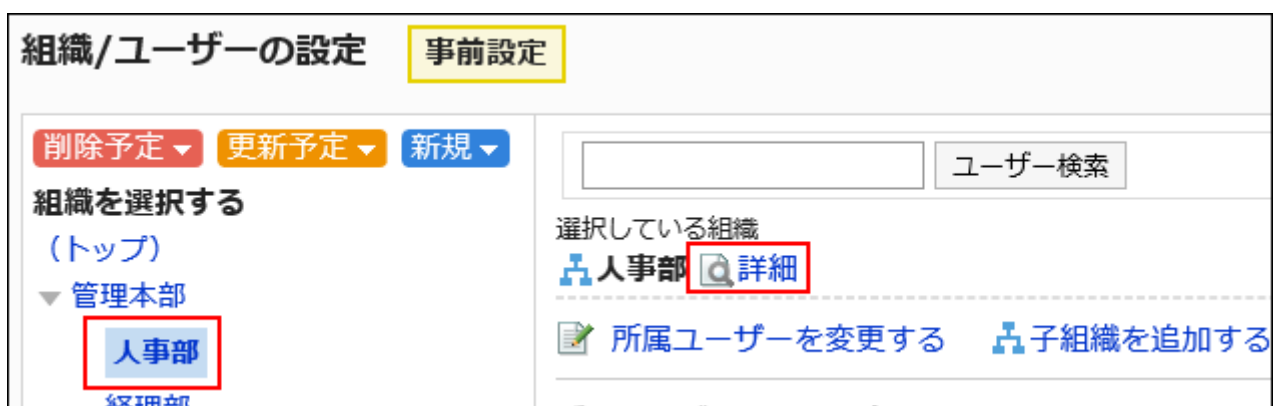 組織/ユーザーの設定 事前設定
削除予定 更新予定 新規
組織を選択する
(トップ)
管理本部
人事部
経理部
ユーザー検索
選択している組織
人事部 詳細
所属ユーザーを変更する 子組織を追加する